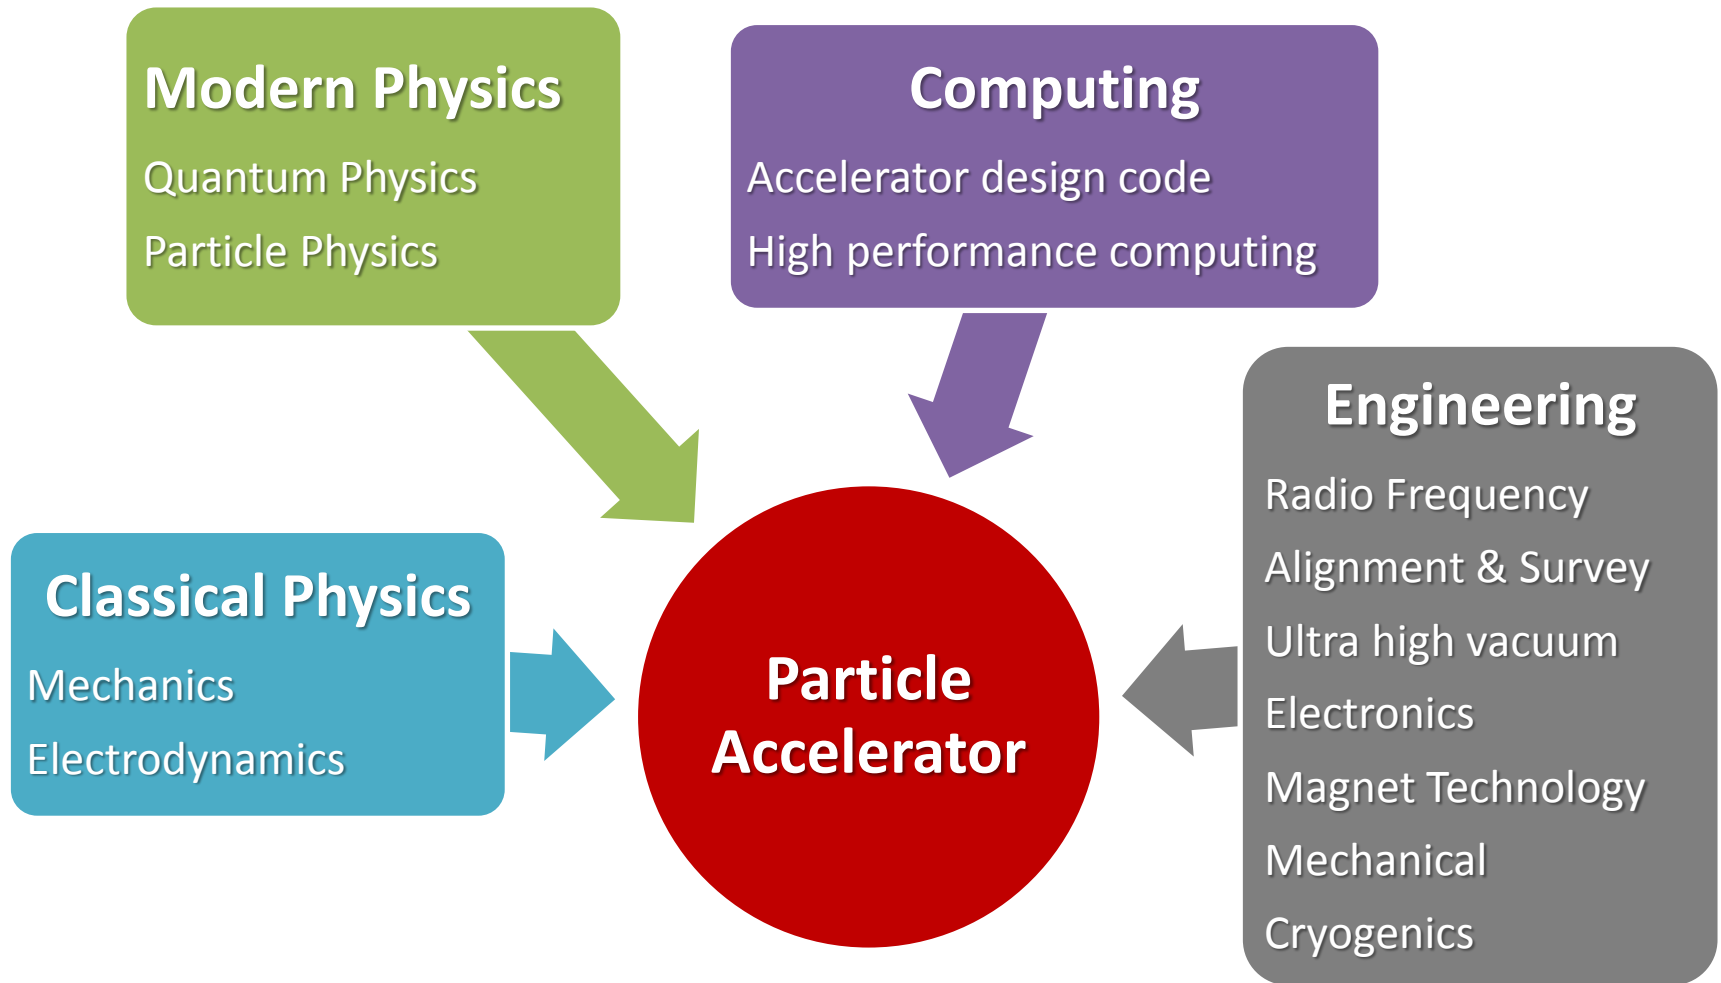 Modern Physics
Quantum Physics
Particle Physics
Computing
Accelerator design code
High performance computing
Engineering
Radio Frequency
Alignment & Survey
Ultra high vacuum
Electronics
Magnet Technology
Mechanical
Cryogenics
Classical Physics
Mechanics
Electrodynamics
Particle
Accelerator